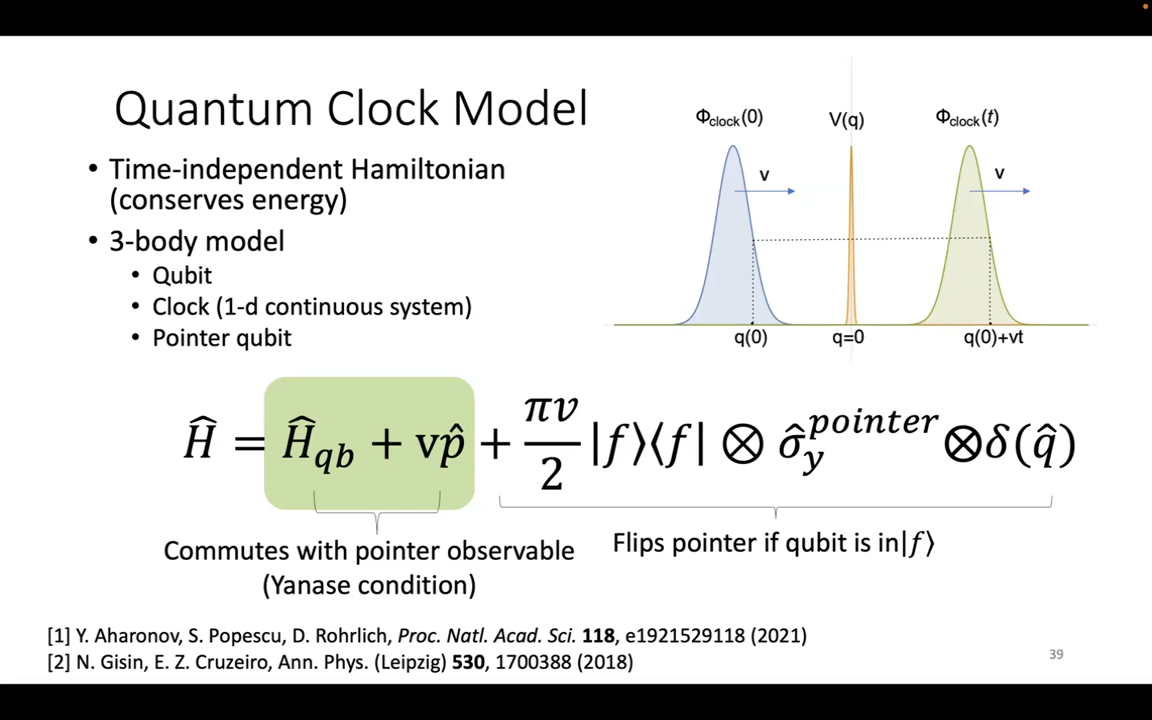 Quantum Clock Model
• Time-independent Hamiltonian
(conserves energy)
• 3-body model
• Qubit
• Clock (1-d continuous system)
• Pointer qubit
Φclock(0)
V(q)
Φclock(t)
v
v
q(0)
q=0
q(0)+vt
Ĥ = Ĥ_qb + vp̂ + πv/2 |f⟩⟨f| ⊗ σ̂_y^pointer ⊗ δ(q̂)
Commutes with pointer observable
(Yanase condition)
Flips pointer if qubit is in|f⟩
[1] Y. Aharonov, S. Popescu, D. Rohrlich, Proc. Natl. Acad. Sci. 118, e1921529118 (2021)
[2] N. Gisin, E. Z. Cruzeiro, Ann. Phys. (Leipzig) 530, 1700388 (2018)
39